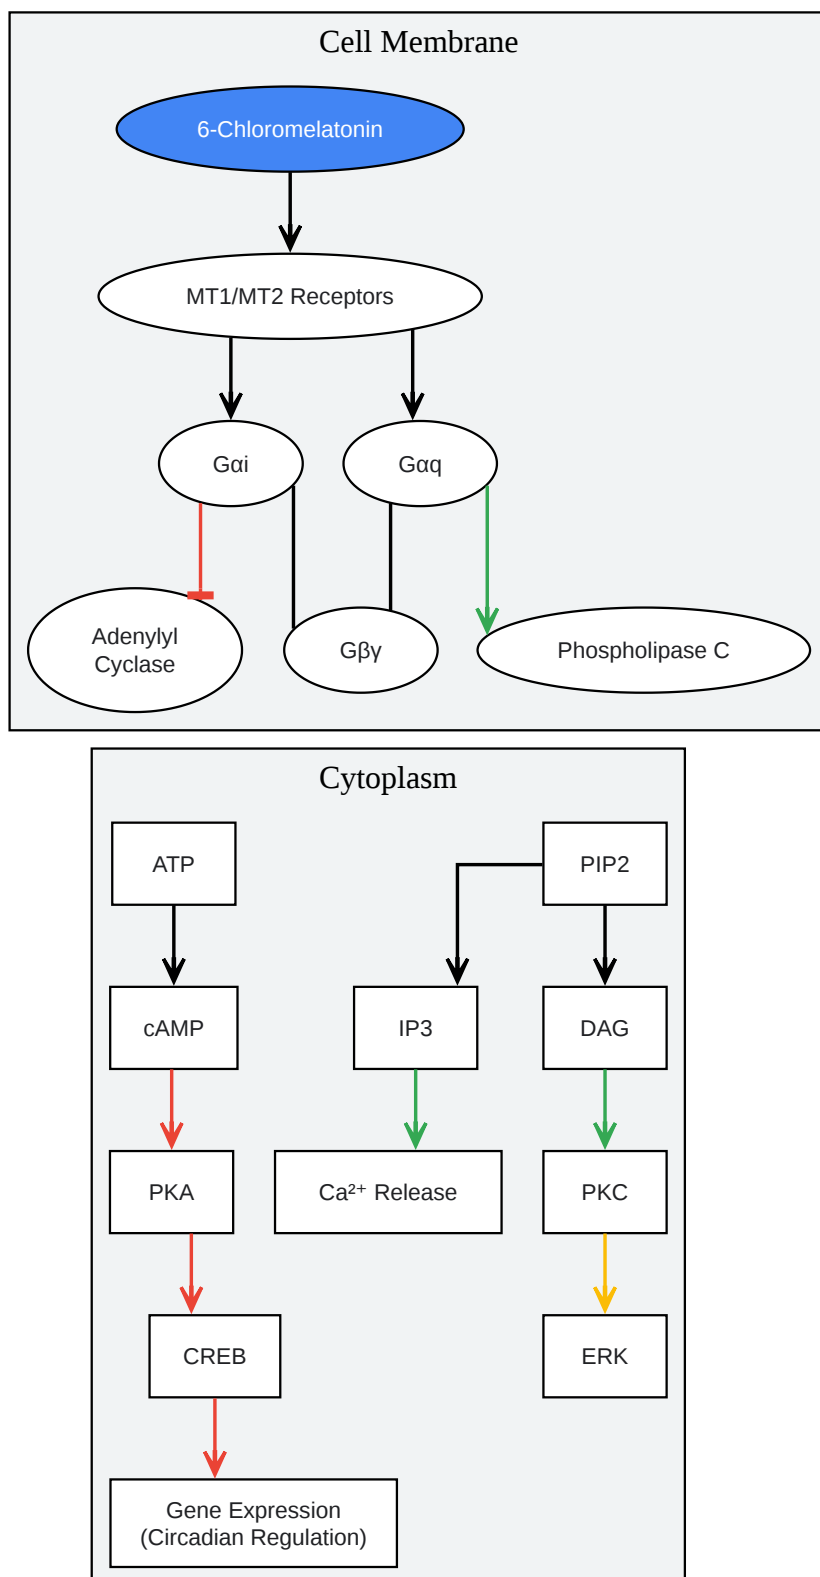 Cell Membrane
6-Chloromelatonin
MT1/MT2 Receptors
Gαi
Gαq
Adenylyl
Cyclase
Gβγ
Phospholipase C
Cytoplasm
ATP
PIP2
cAMP
IP3
DAG
PKA
Ca²⁺ Release
PKC
CREB
ERK
Gene Expression
(Circadian Regulation)